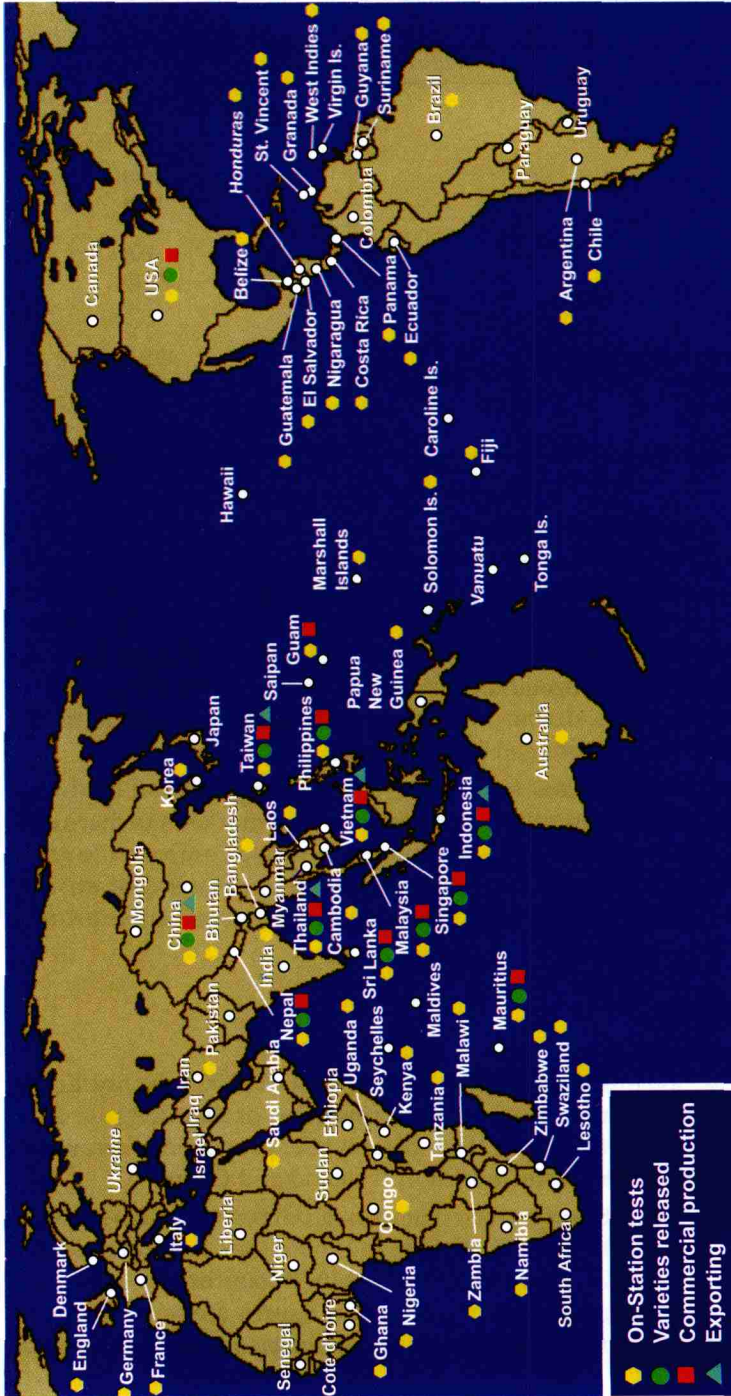 Canada
USA
Honduras
St. Vincent
Granada
West Indies
Virgin Is.
Guyana
Suriname
Belize
Guatemala
El Salvador
Nigaragua
Costa Rica
Panama
Ecuador
Colombia
Brazil
Paraguay
Uruguay
Argentina
Chile
Hawaii
Marshall
Islands
Caroline Is.
Solomon Is.
Fiji
Vanuatu
Tonga Is.
Mongolia
China
Korea
Japan
Taiwan
Saipan
Guam
Philippines
Papua
New
Guinea
Bhutan
Bangladesh
Myanmar
Laos
Thailand
Cambodia
Vietnam
Malaysia
Singapore
Indonesia
Australia
Pakistan
Nepal
India
Sri Lanka
Maldives
Mauritius
Denmark
England
Germany
France
Italy
Ukraine
Israel
Iraq
Iran
Saudi Arabia
Liberia
Niger
Senegal
Cote d'Ioire
Ghana
Nigeria
Sudan
Ethiopia
Congo
Uganda
Seychelles
Kenya
Tanzania
Malawi
Zambia
Namibia
South Africa
Zimbabwe
Swaziland
Lesotho
On-Station tests
Varieties released
Commercial production
Exporting